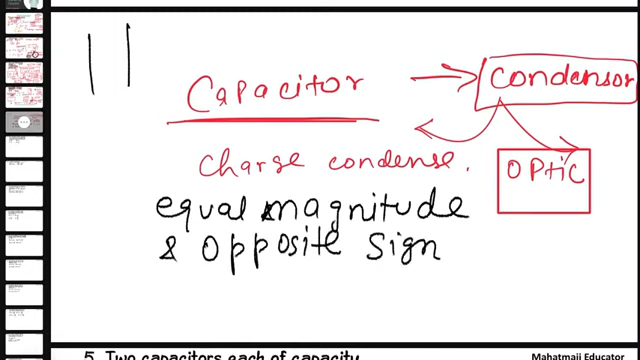 Capacitor → Condensor
Charge condense.
Optic
equal magnitude
& opposite sign
5. Two capacitors each of capacity
Mahatmaji Educator